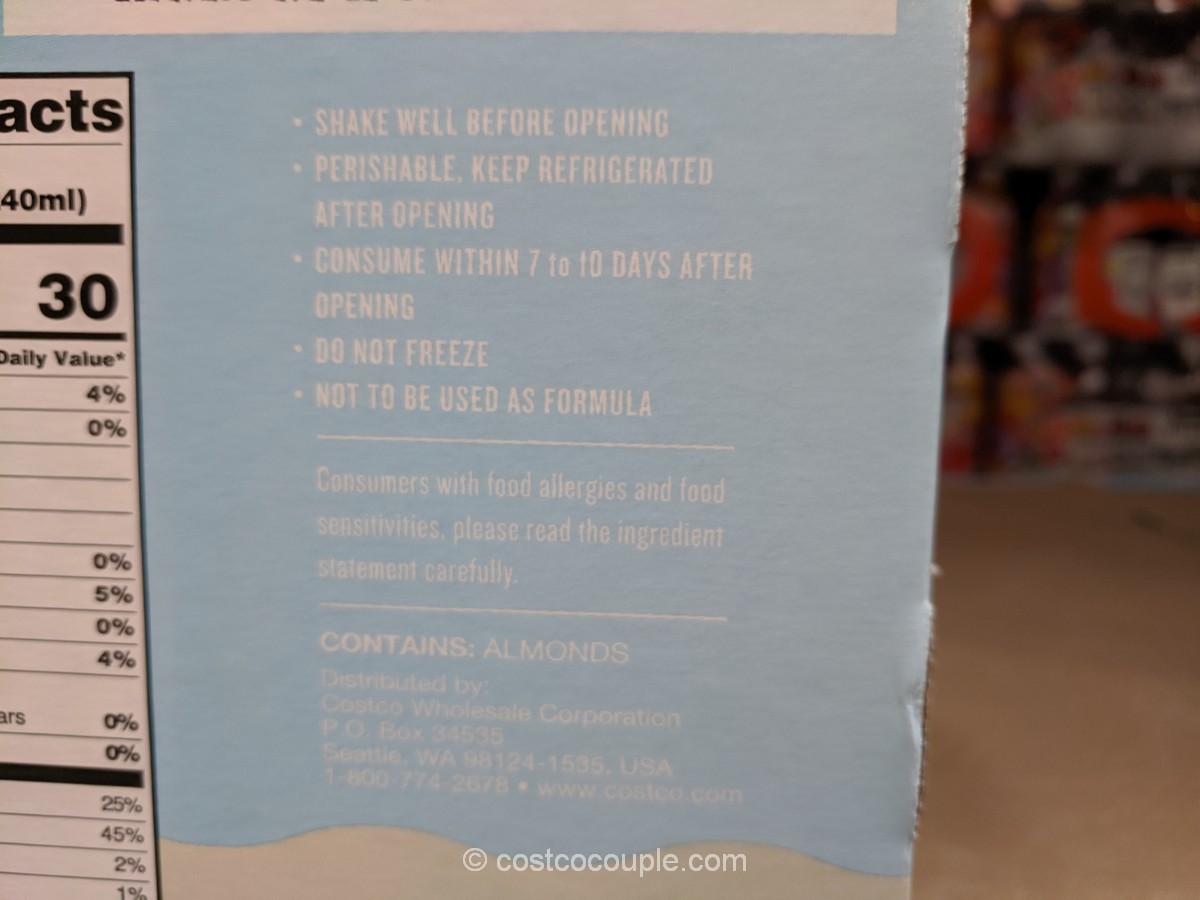 acts
40ml)
30
Daily Value*
4%
0%
0%
5%
0%
4%
ars 0%
0%
25%
45%
2%
1%
• SHAKE WELL BEFORE OPENING
• PERISHABLE, KEEP REFRIGERATED
AFTER OPENING
• CONSUME WITHIN 7 to 10 DAYS AFTER
OPENING
• DO NOT FREEZE
• NOT TO BE USED AS FORMULA
Consumers with food allergies and food
sensitivities, please read the ingredient
statement carefully.
CONTAINS: ALMONDS
Distributed by:
Costco Wholesale Corporation
P.O. Box 34535
Seattle, WA 98124-1535, USA
1-800-774-2678 • www.costco.com
© costcocouple.com